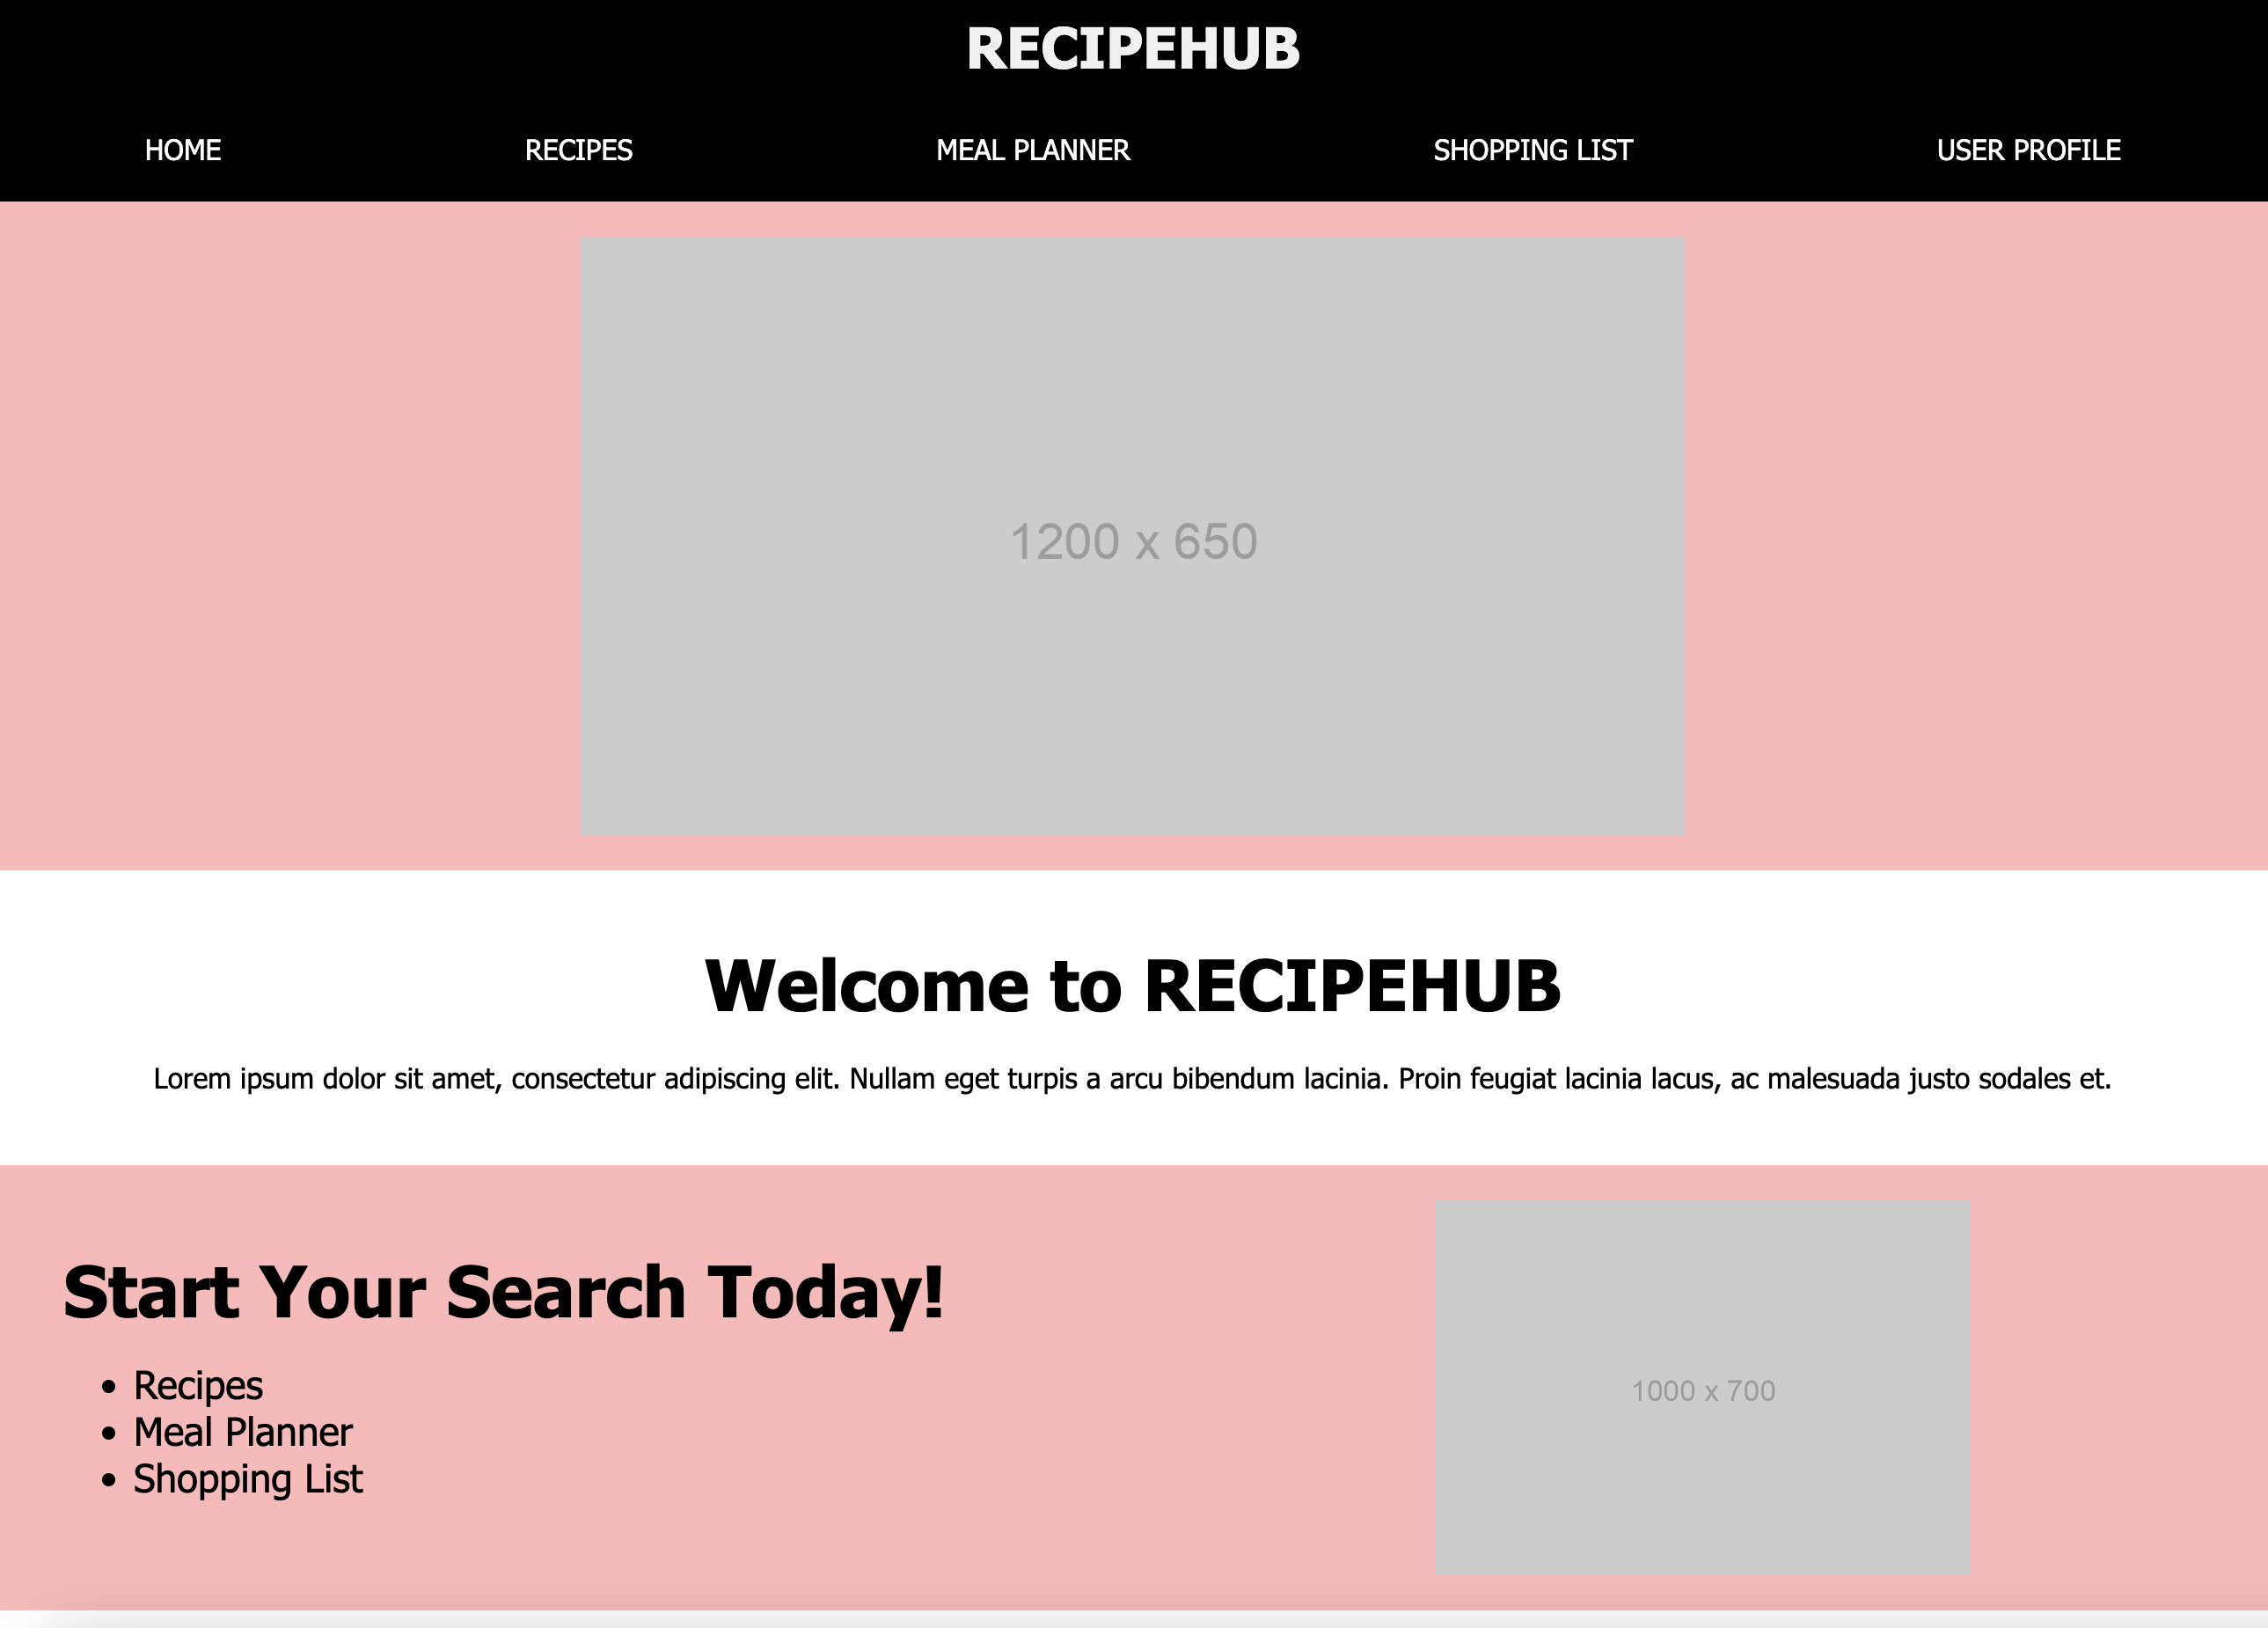 RECIPEHUB
HOME RECIPES MEAL PLANNER SHOPPING LIST USER PROFILE
1200 x 650
Welcome to RECIPEHUB
Lorem ipsum dolor sit amet, consectetur adipiscing elit. Nullam eget turpis a arcu bibendum lacinia. Proin feugiat lacinia lacus, ac malesuada justo sodales et.
Start Your Search Today!
• Recipes
• Meal Planner
• Shopping List
1000 x 700